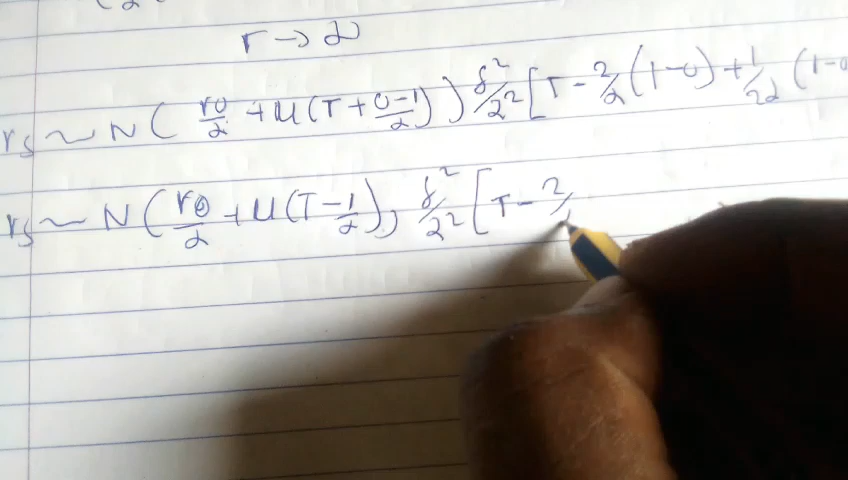 (2
r → ∞
rs ~ N ( r0/2 + μ(T + 0-1/2) ) δ²/2² [T - 2/2 (1-0) + 1/22 (1-0
rs ~ N ( r0/2 + μ(T - 1/2), δ²/2² [T - 2/